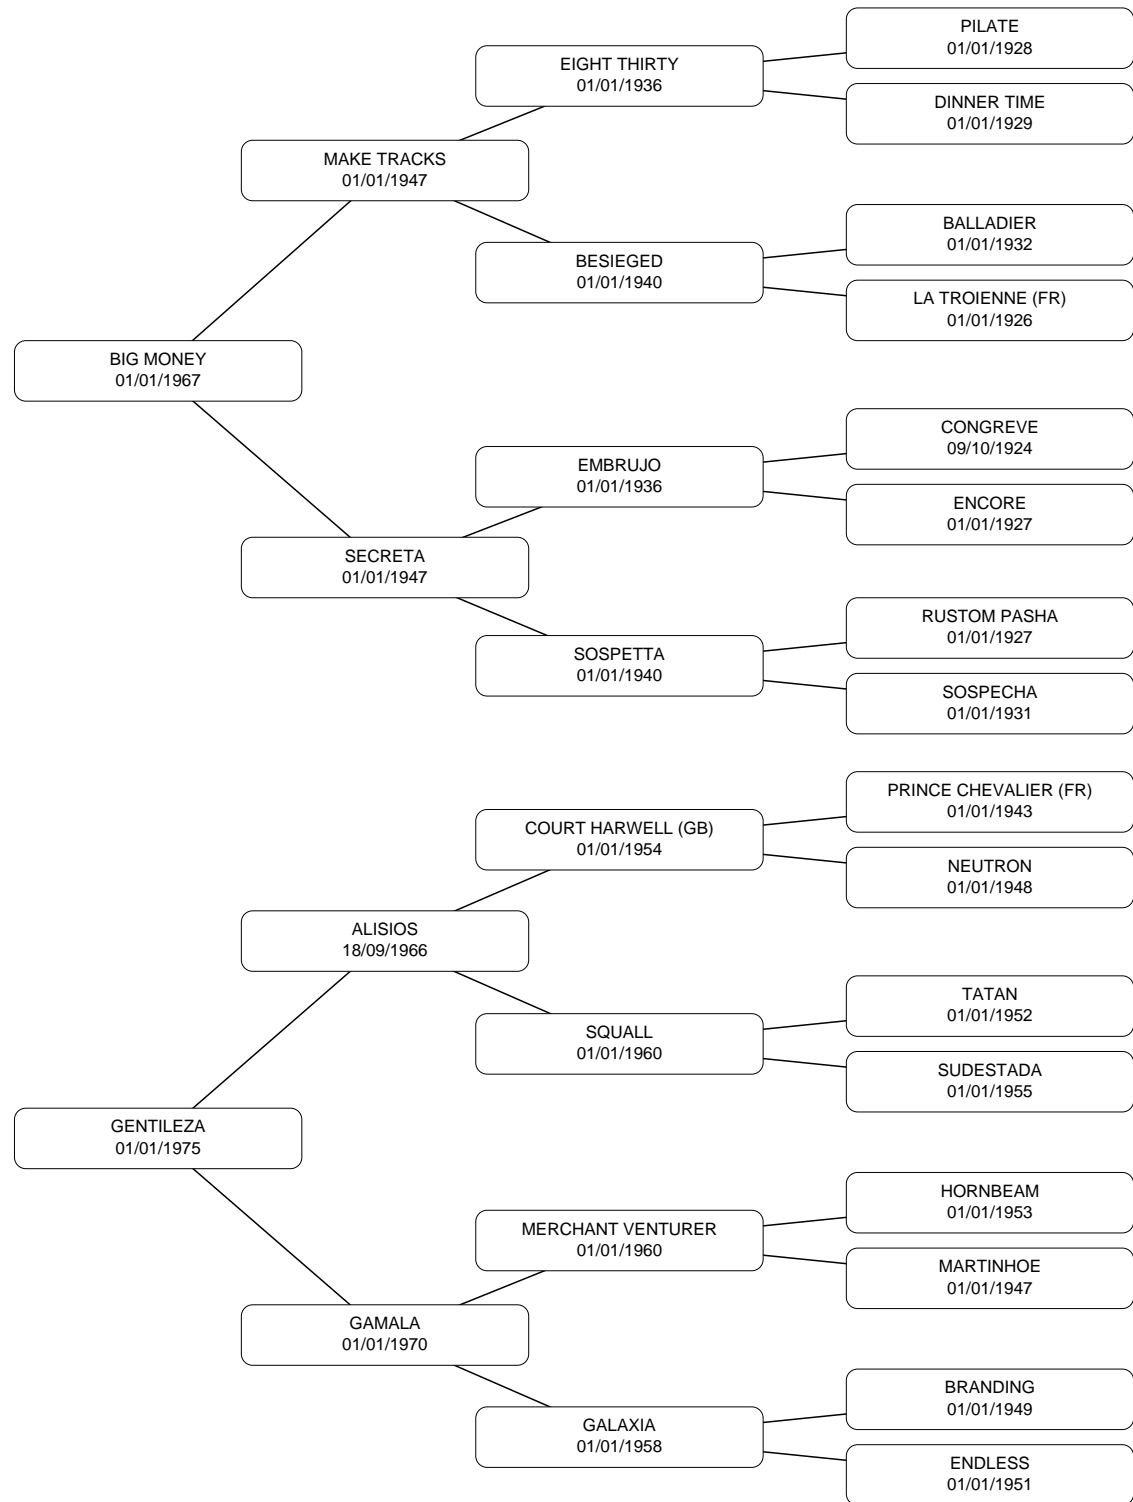 PILATE
01/01/1928
EIGHT THIRTY
01/01/1936
DINNER TIME
01/01/1929
MAKE TRACKS
01/01/1947
BALLADIER
01/01/1932
BESIEGED
01/01/1940
LA TROIENNE (FR)
01/01/1926
BIG MONEY
01/01/1967
CONGREVE
09/10/1924
EMBRUJO
01/01/1936
ENCORE
01/01/1927
SECRETA
01/01/1947
RUSTOM PASHA
01/01/1927
SOSPETTA
01/01/1940
SOSPECHA
01/01/1931
PRINCE CHEVALIER (FR)
01/01/1943
COURT HARWELL (GB)
01/01/1954
NEUTRON
01/01/1948
ALISIOS
18/09/1966
TATAN
01/01/1952
SQUALL
01/01/1960
SUDESTADA
01/01/1955
GENTILEZA
01/01/1975
HORNBEAM
01/01/1953
MERCHANT VENTURER
01/01/1960
MARTINHOE
01/01/1947
GAMALA
01/01/1970
BRANDING
01/01/1949
GALAXIA
01/01/1958
ENDLESS
01/01/1951